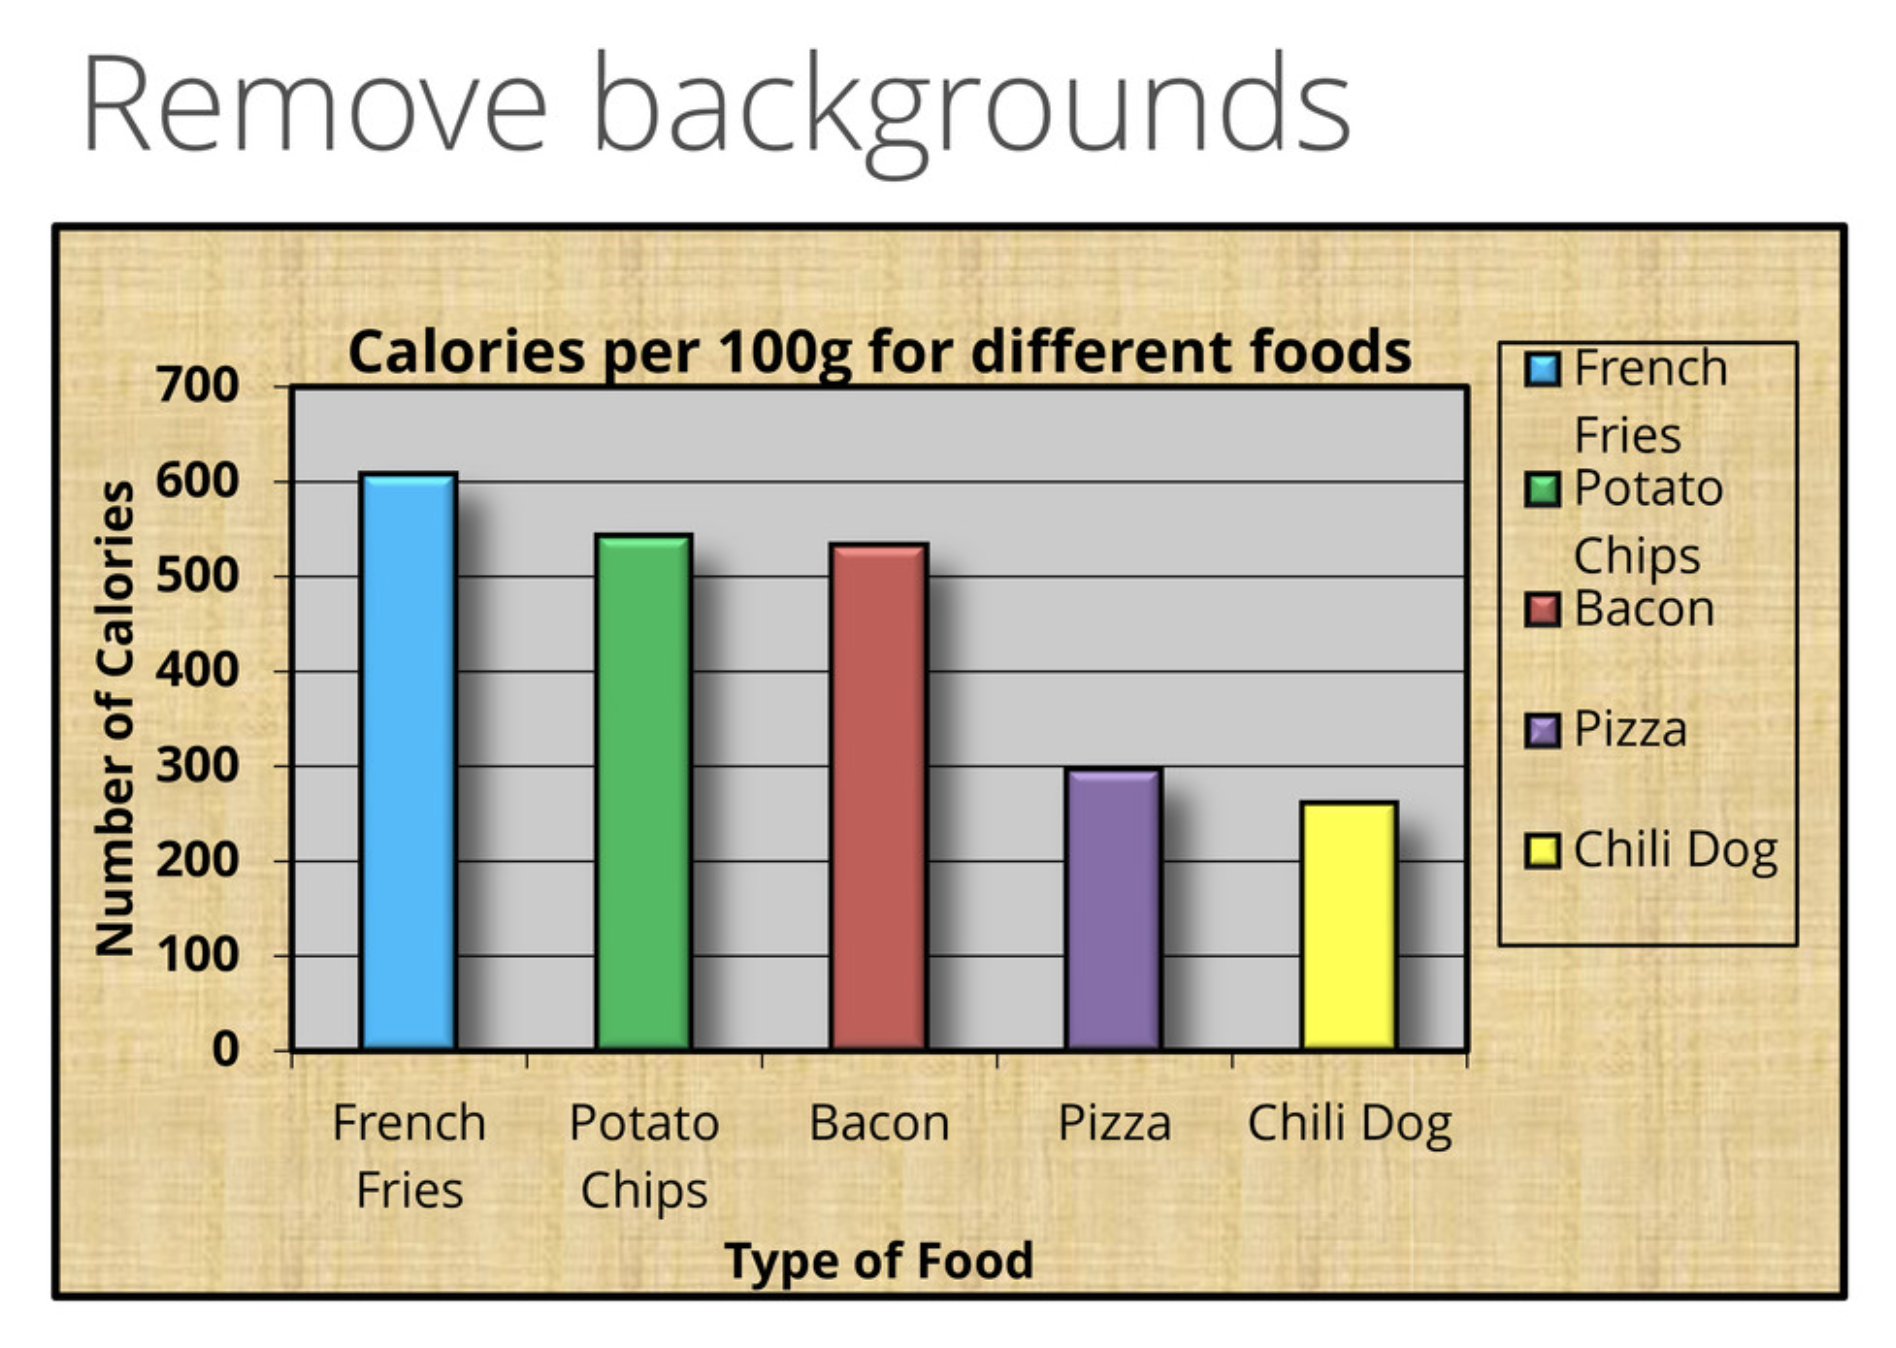 Remove backgrounds
Calories per 100g for different foods
700
600
500
400
300
200
100
0
Number of Calories
French
Fries
Potato
Chips
Bacon
Pizza
Chili Dog
French
Fries
Potato
Chips
Bacon
Pizza
Chili Dog
Type of Food